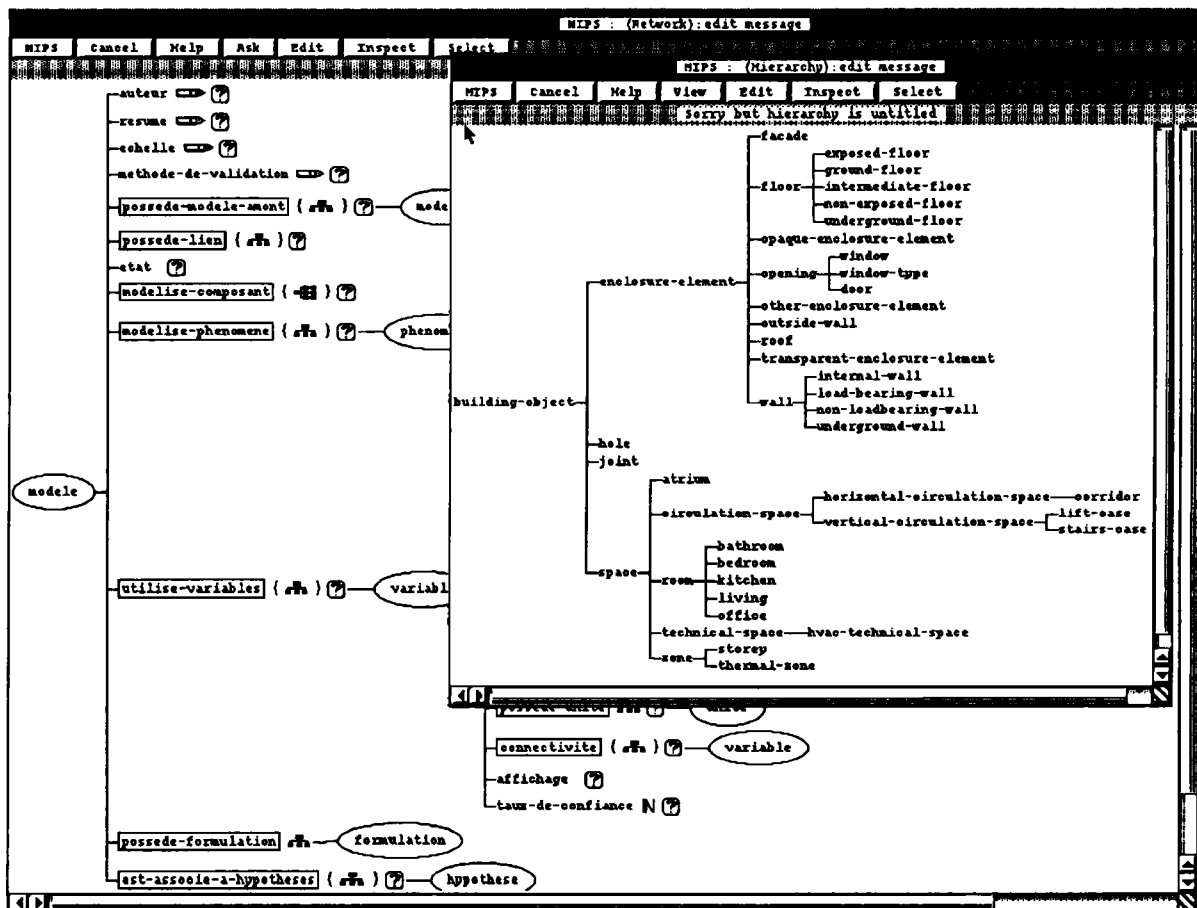 MIPS : (Network):edit message
MIPS Cancel Help Ask Edit Inspect Select
auteur ?
resume ?
echelle ?
methode-de-validation ?
possede-modele-amont { } ?
possede-lien { } ?
etat ?
modelise-composant { } ?
modelise-phenomene { } ? phenom
modele
utilise-variables { } ? variabl
connectivite { } ? variable
affichage ?
taux-de-confiance N ?
possede-formulation formulation
est-associe-a-hypotheses { } ? hypothese
MIPS : (Hierarchy):edit message
MIPS Cancel Help View Edit Inspect Select
Sorry but hierarchy is untitled
building-object
enclosure-element
facade
floor
exposed-floor
ground-floor
intermediate-floor
non-exposed-floor
underground-floor
opaque-enclosure-element
opening
window
window-type
door
other-enclosure-element
outside-wall
roof
transparent-enclosure-element
wall
internal-wall
load-bearing-wall
non-loadbearing-wall
underground-wall
hole
joint
space
atrium
circulation-space
horizontal-circulation-space corridor
vertical-circulation-space
lift-case
stairs-case
room
bathroom
bedroom
kitchen
living
office
technical-space hvac-technical-space
zone
storey
thermal-zone